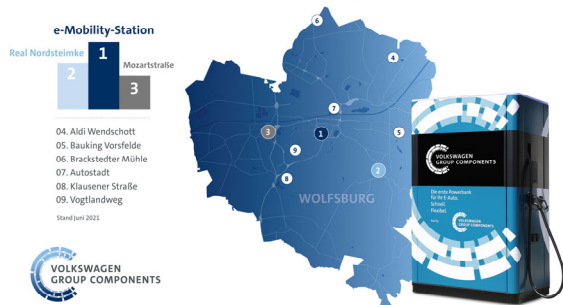 e-Mobility-Station
Real Nordsteimke
1
Mozartstraße
2
3
04. Aldi Wendschott
05. Bauking Vorsfelde
06. Brackstedter Mühle
07. Autostadt
08. Klausener Straße
09. Vogtlandweg
Stand Juni 2021
VOLKSWAGEN
GROUP COMPONENTS
6
4
7
3
1
5
9
2
8
WOLFSBURG
VOLKSWAGEN
GROUP COMPONENTS
Die erste Powerbank
für Ihr E-Auto.
Schnell.
Flexibel.
VOLKSWAGEN
GROUP COMPONENTS